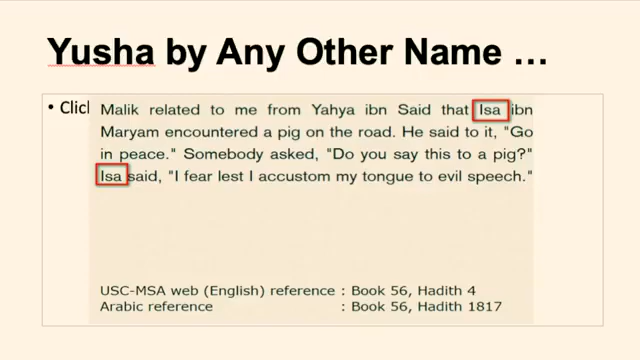 Yusha by Any Other Name …
• Clicl
Malik related to me from Yahya ibn Said that Isa ibn
Maryam encountered a pig on the road. He said to it, "Go
in peace." Somebody asked, "Do you say this to a pig?"
Isa said, "I fear lest I accustom my tongue to evil speech."
USC-MSA web (English) reference : Book 56, Hadith 4
Arabic reference : Book 56, Hadith 1817